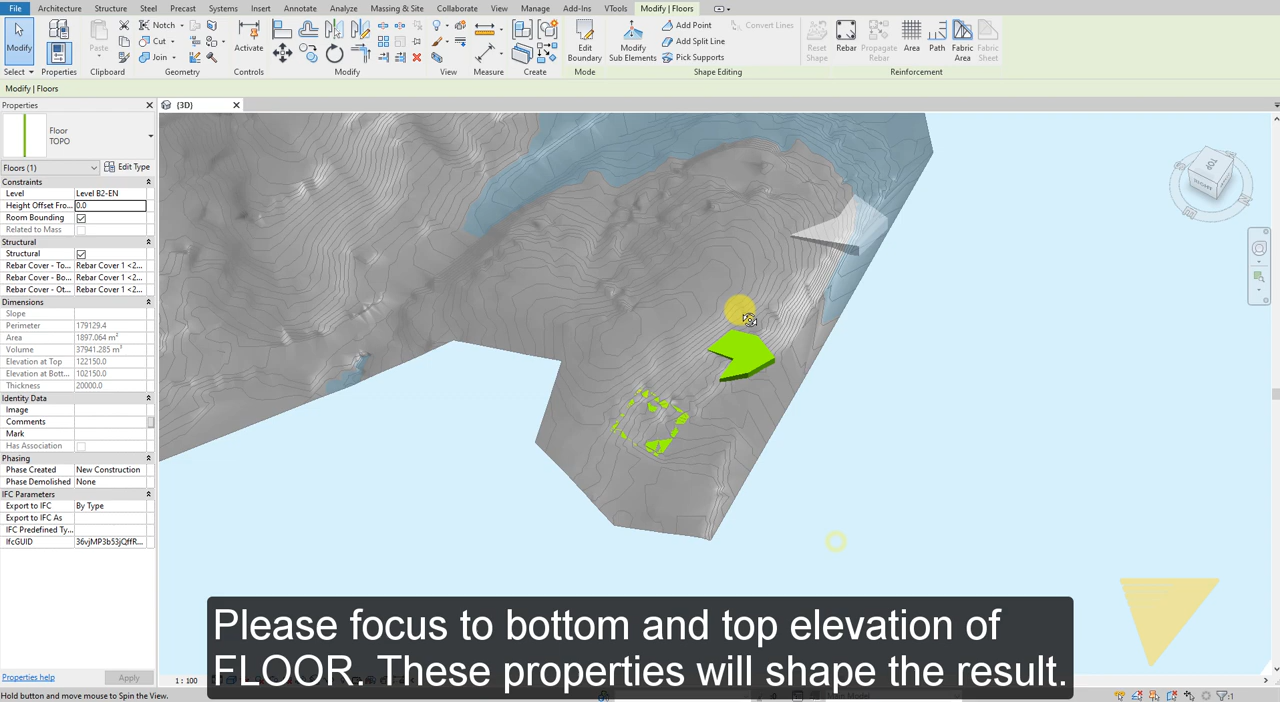 File Architecture Structure Steel Precast Systems Insert Annotate Analyze Massing & Site Collaborate View Manage Add-Ins VTools Modify | Floors
Modify
Select
Properties
Paste
Clipboard
Notch
Cut
Join
Geometry
Activate
Controls
Modify
View
Measure
Create
Edit
Boundary
Mode
Modify
Sub Elements
Add Point
Add Split Line
Pick Supports
Convert Lines
Reset
Shape
Shape Editing
Rebar
Propagate
Rebar
Area
Path
Fabric
Area
Fabric
Sheet
Reinforcement
Modify | Floors
Properties
{3D}
Floor
TOPO
Floors (1)
Edit Type
Constraints
Level Level B2-EN
Height Offset Fro... 0.0
Room Bounding
Related to Mass
Structural
Structural
Rebar Cover - To... Rebar Cover 1 <2...
Rebar Cover - Bo... Rebar Cover 1 <2...
Rebar Cover - Ot... Rebar Cover 1 <2...
Dimensions
Slope
Perimeter 179129.4
Area 1897.064 m²
Volume 37941.285 m³
Elevation at Top 122150.0
Elevation at Bott... 102150.0
Thickness 20000.0
Identity Data
Image
Comments
Mark
Has Association
Phasing
Phase Created New Construction
Phase Demolished None
IFC Parameters
Export to IFC By Type
Export to IFC As
IFC Predefined Ty...
IfcGUID 36vjMP3b53jQffR...
TOP
Properties help
Apply
1 : 100
Please focus to bottom and top elevation of
FLOOR. These properties will shape the result.
Hold button and move mouse to Spin the View.
Main Model
:1